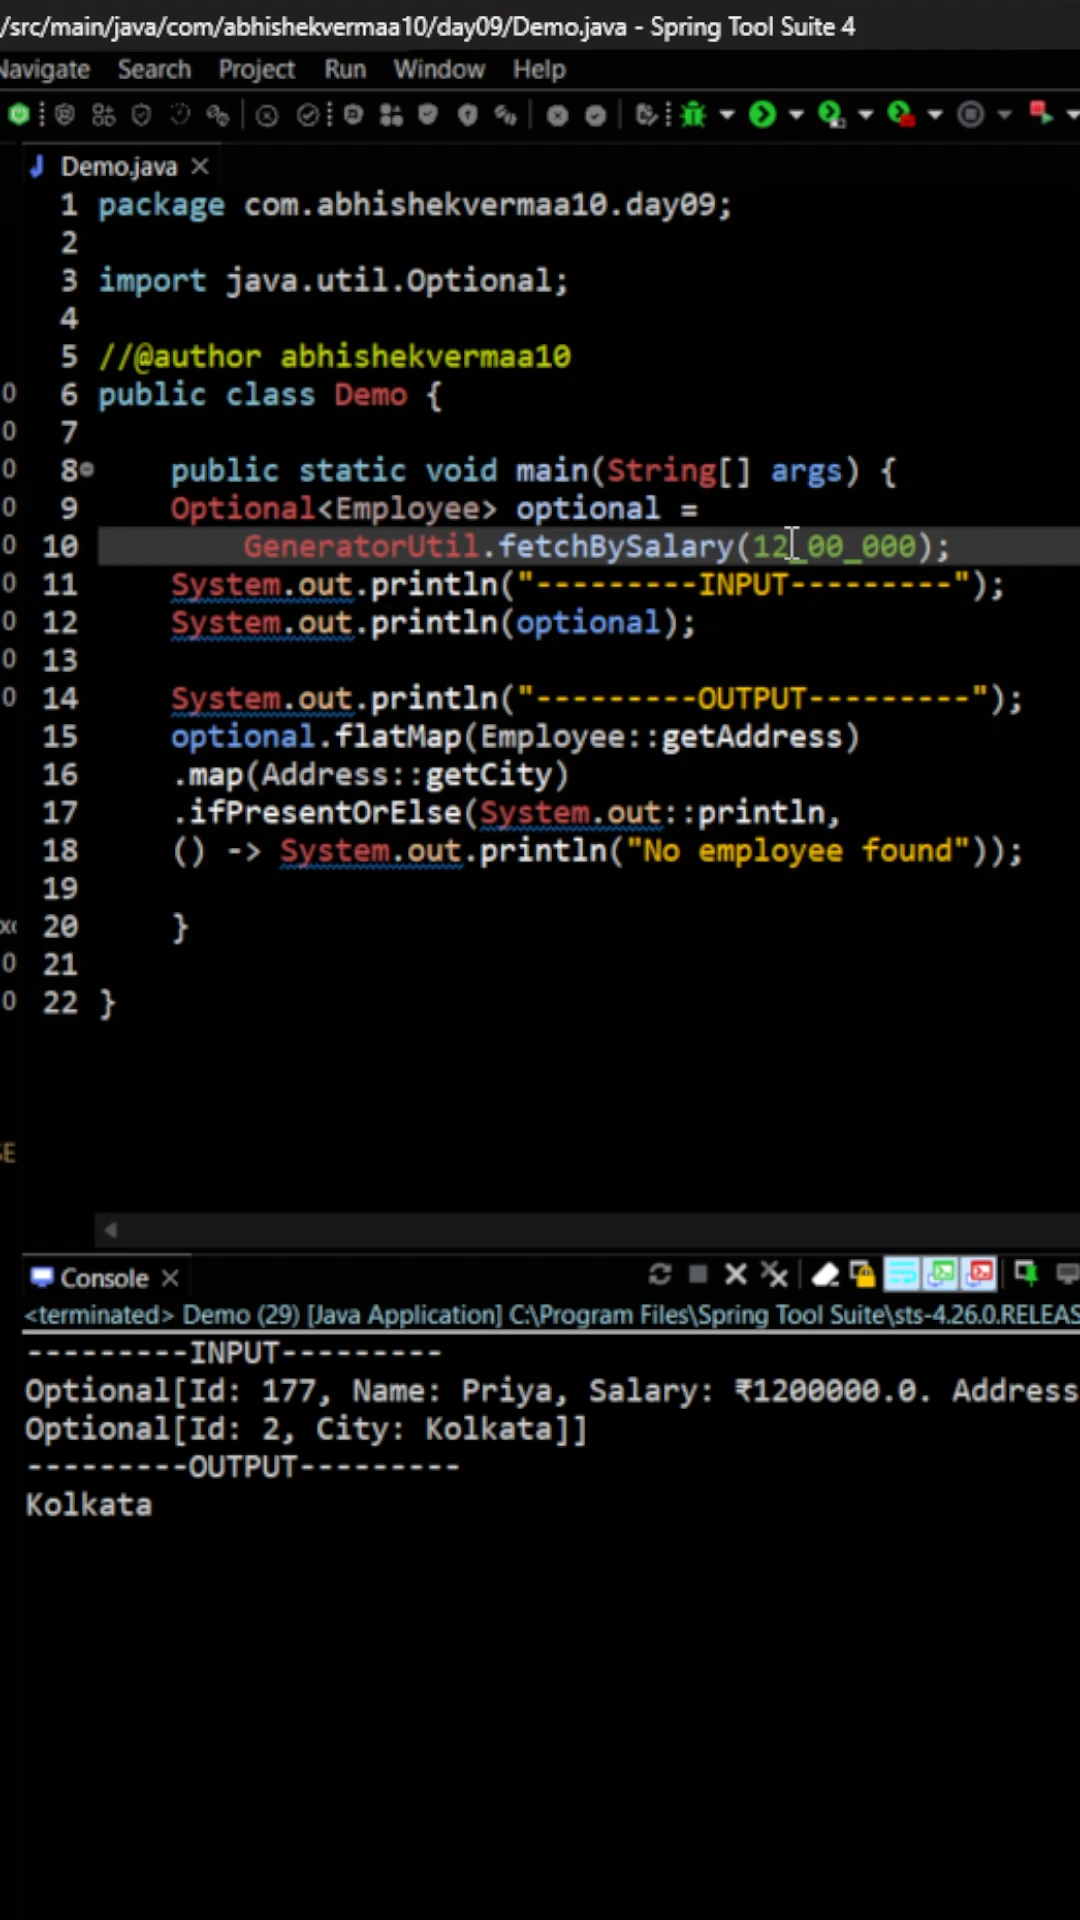 /src/main/java/com/abhishekvermaa10/day09/Demo.java - Spring Tool Suite 4
Navigate Search Project Run Window Help
Demo.java
1 package com.abhishekvermaa10.day09;
2
3 import java.util.Optional;
4
5 //@author abhishekvermaa10
6 public class Demo {
7
8 public static void main(String[] args) {
9 Optional<Employee> optional =
10 GeneratorUtil.fetchBySalary(12_00_000);
11 System.out.println("---------INPUT---------");
12 System.out.println(optional);
13
14 System.out.println("---------OUTPUT---------");
15 optional.flatMap(Employee::getAddress)
16 .map(Address::getCity)
17 .ifPresentOrElse(System.out::println,
18 () -> System.out.println("No employee found"));
19
20 }
21
22 }
Console
<terminated> Demo (29) [Java Application] C:\Program Files\Spring Tool Suite\sts-4.26.0.RELEAS
---------INPUT---------
Optional[Id: 177, Name: Priya, Salary: ₹1200000.0. Address
Optional[Id: 2, City: Kolkata]]
---------OUTPUT---------
Kolkata